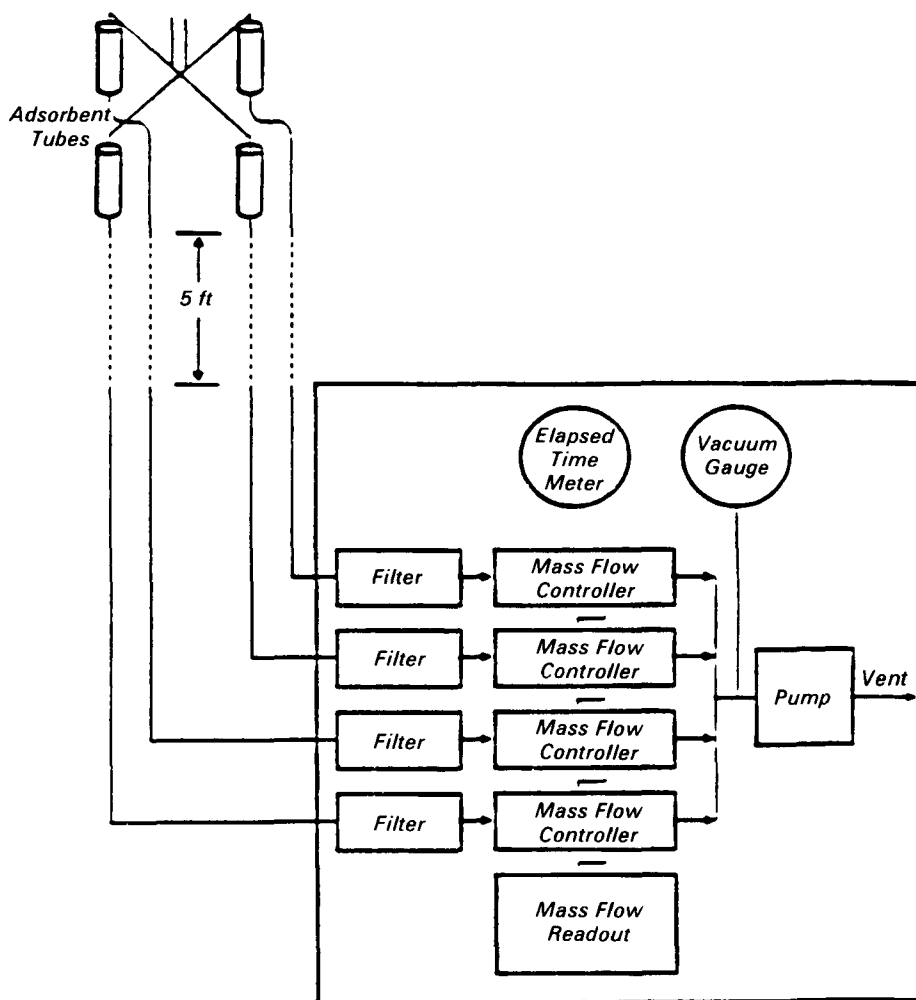 Adsorbent
Tubes
5 ft
Elapsed
Time
Meter
Vacuum
Gauge
Filter
Mass Flow
Controller
Filter
Mass Flow
Controller
Pump
Vent
Filter
Mass Flow
Controller
Filter
Mass Flow
Controller
Mass Flow
Readout